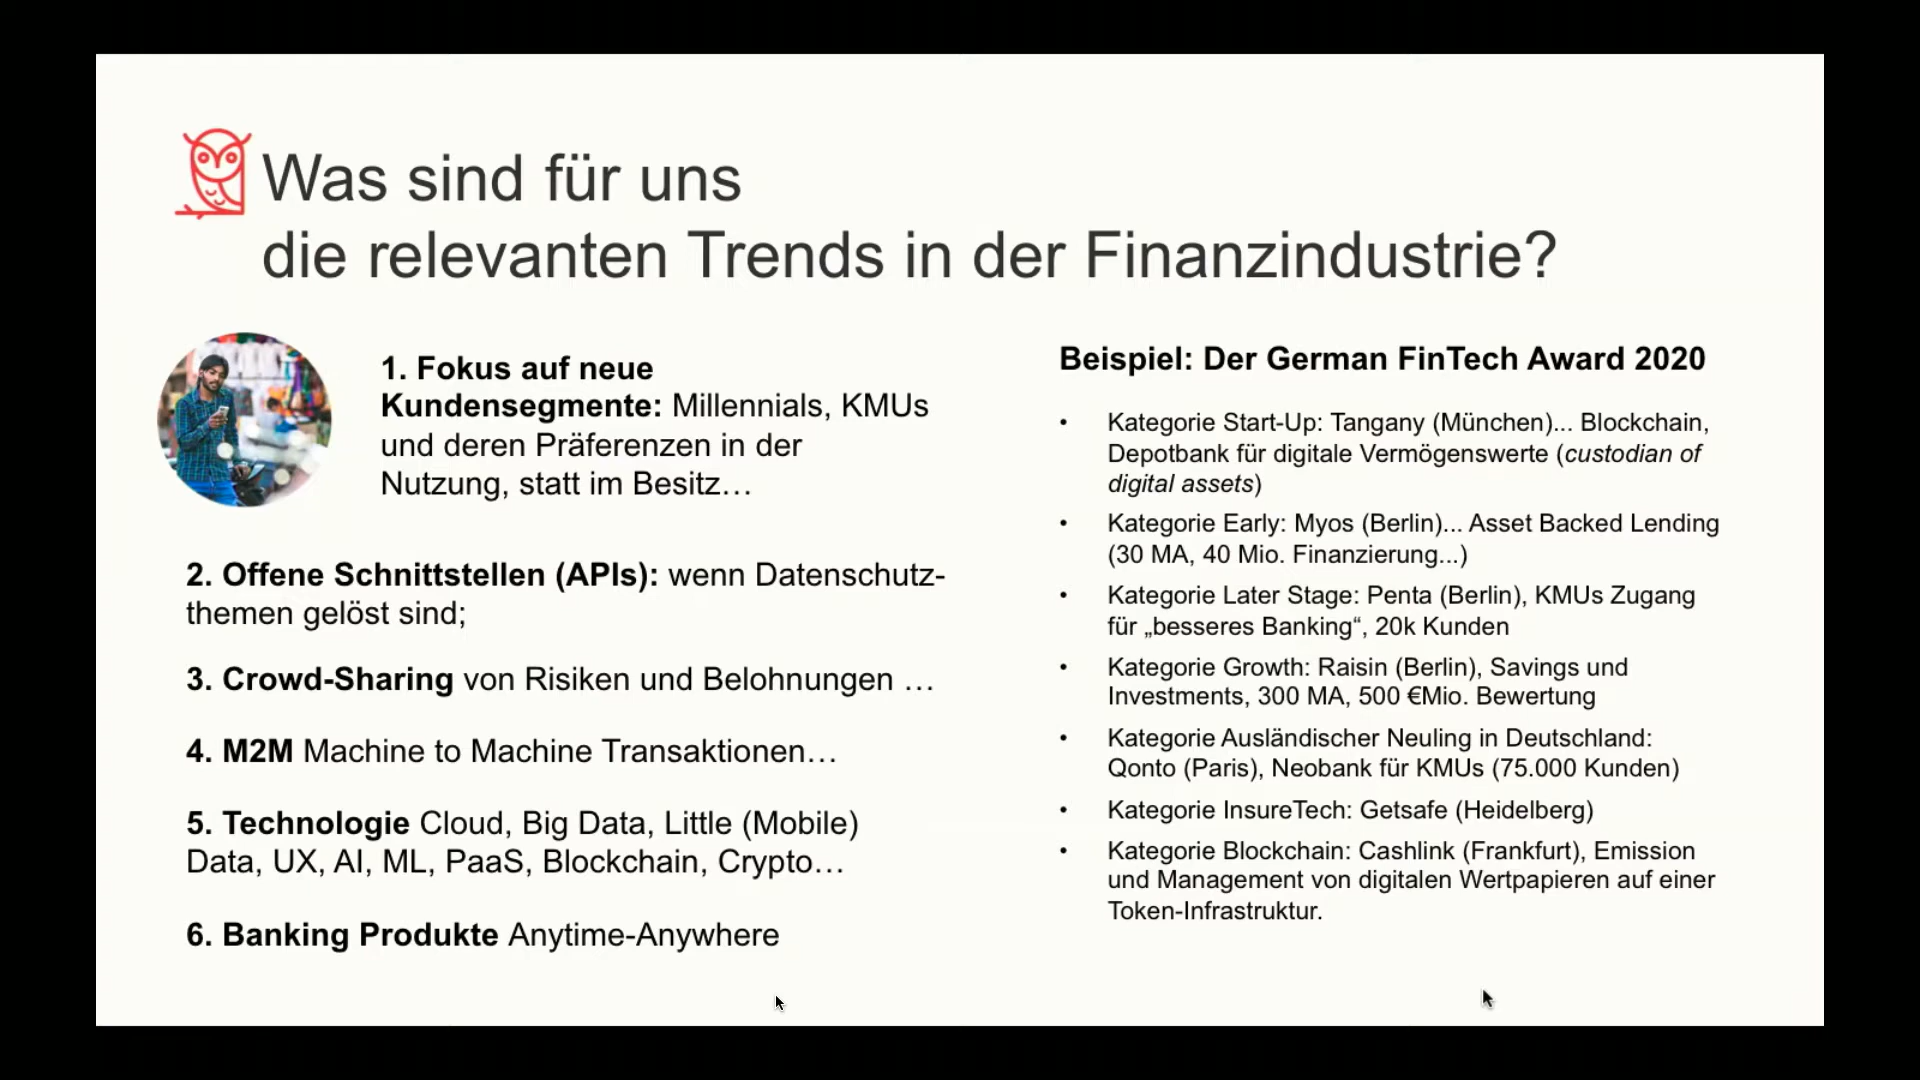 Was sind für uns
die relevanten Trends in der Finanzindustrie?
1. Fokus auf neue
Kundensegmente: Millennials, KMUs
und deren Präferenzen in der
Nutzung, statt im Besitz…
2. Offene Schnittstellen (APIs): wenn Datenschutz-
themen gelöst sind;
3. Crowd-Sharing von Risiken und Belohnungen …
4. M2M Machine to Machine Transaktionen…
5. Technologie Cloud, Big Data, Little (Mobile)
Data, UX, AI, ML, PaaS, Blockchain, Crypto…
6. Banking Produkte Anytime-Anywhere
Beispiel: Der German FinTech Award 2020
• Kategorie Start-Up: Tangany (München)... Blockchain,
Depotbank für digitale Vermögenswerte (custodian of
digital assets)
• Kategorie Early: Myos (Berlin)... Asset Backed Lending
(30 MA, 40 Mio. Finanzierung...)
• Kategorie Later Stage: Penta (Berlin), KMUs Zugang
für „besseres Banking“, 20k Kunden
• Kategorie Growth: Raisin (Berlin), Savings und
Investments, 300 MA, 500 €Mio. Bewertung
• Kategorie Ausländischer Neuling in Deutschland:
Qonto (Paris), Neobank für KMUs (75.000 Kunden)
• Kategorie InsureTech: Getsafe (Heidelberg)
• Kategorie Blockchain: Cashlink (Frankfurt), Emission
und Management von digitalen Wertpapieren auf einer
Token-Infrastruktur.